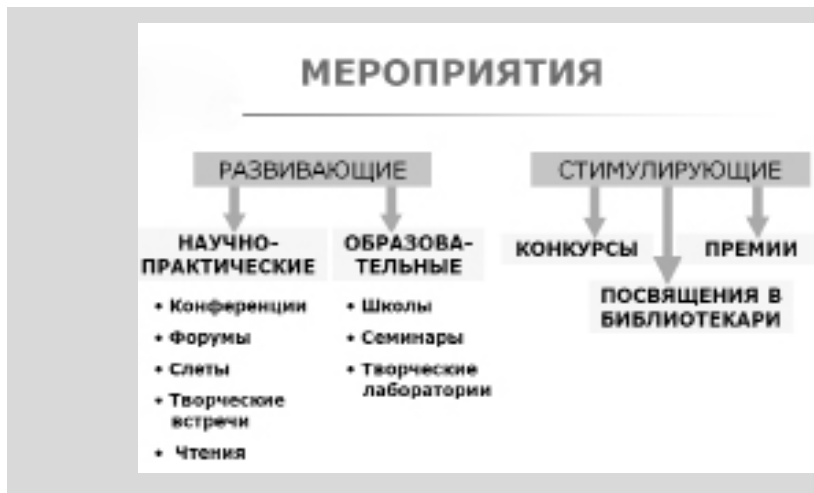 МЕРОПРИЯТИЯ
РАЗВИВАЮЩИЕ
НАУЧНО-
ПРАКТИЧЕСКИЕ
• Конференции
• Форумы
• Слеты
• Творческие
встречи
• Чтения
ОБРАЗОВА-
ТЕЛЬНЫЕ
• Школы
• Семинары
• Творческие
лаборатории
СТИМУЛИРУЮЩИЕ
КОНКУРСЫ
ПРЕМИИ
ПОСВЯЩЕНИЯ В
БИБЛИОТЕКАРИ